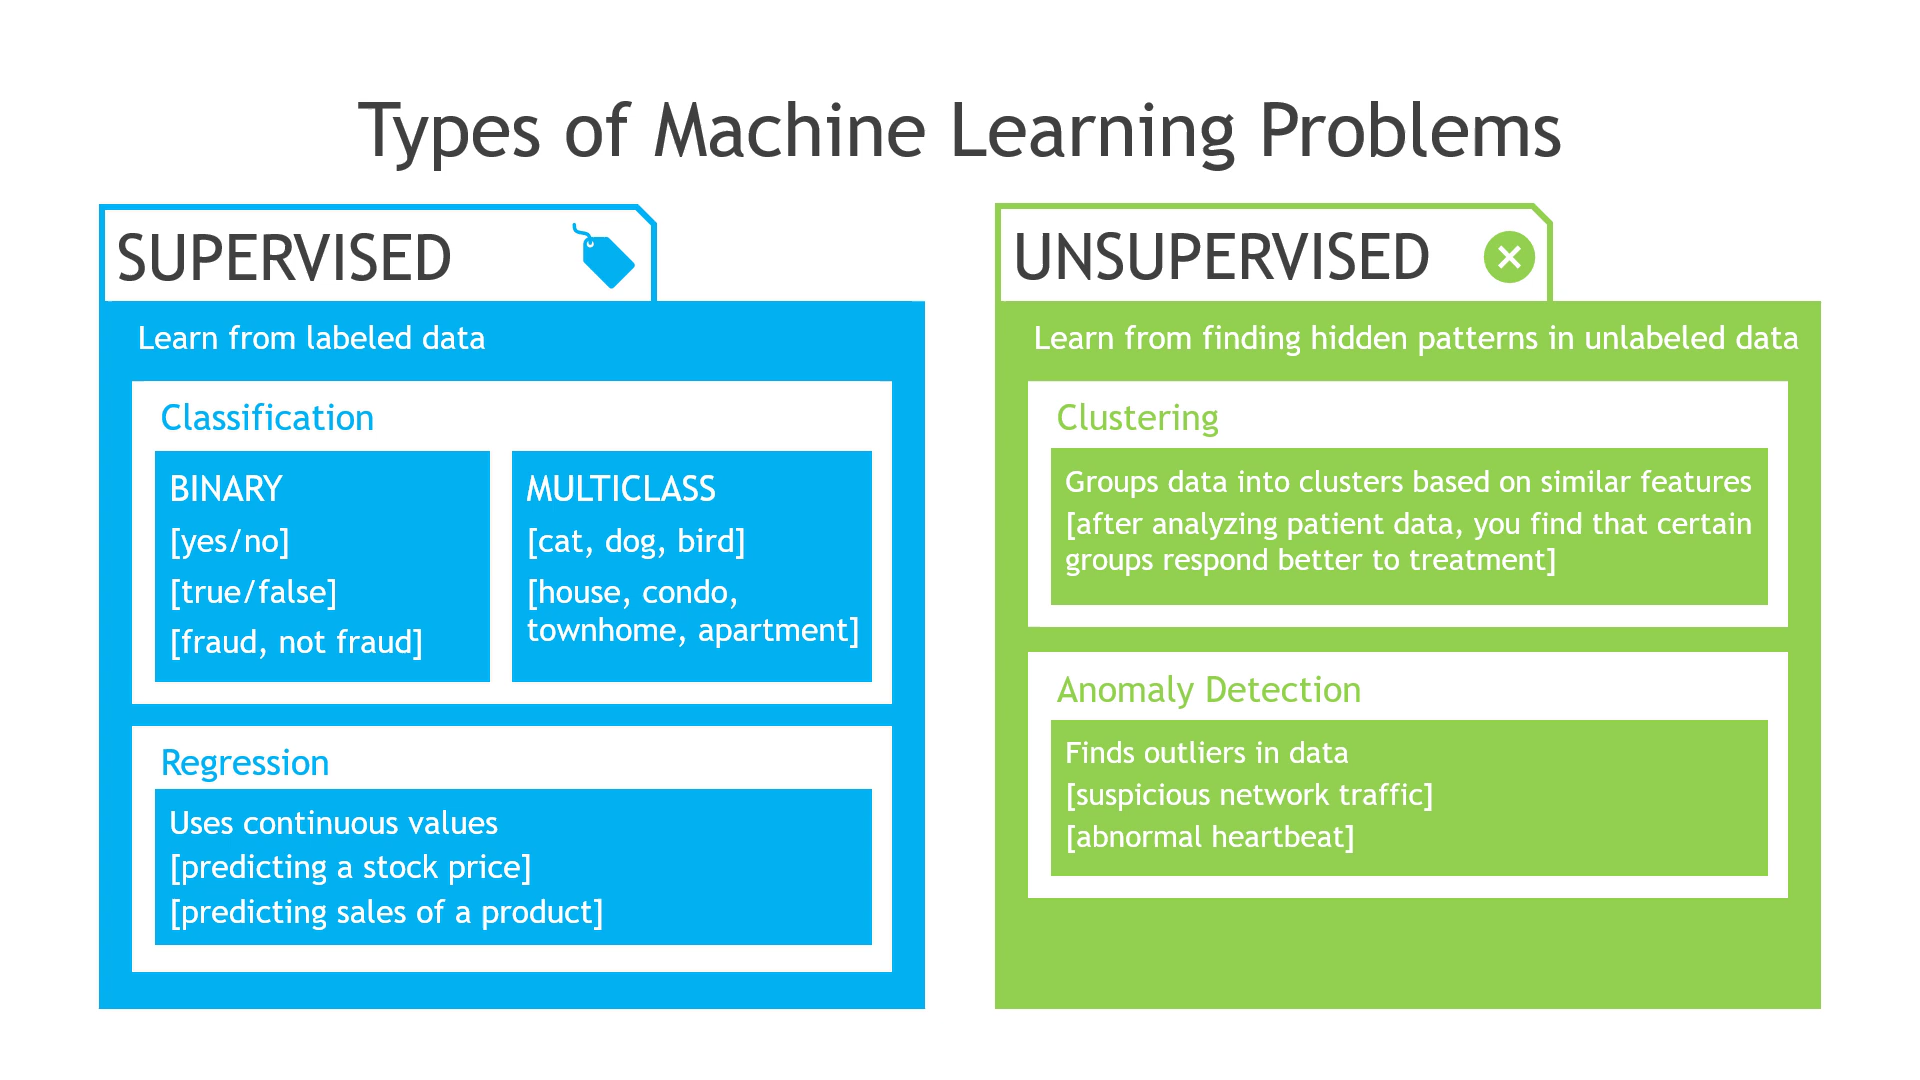 Types of Machine Learning Problems
SUPERVISED
Learn from labeled data
Classification
BINARY
[yes/no]
[true/false]
[fraud, not fraud]
MULTICLASS
[cat, dog, bird]
[house, condo,
townhome, apartment]
Regression
Uses continuous values
[predicting a stock price]
[predicting sales of a product]
UNSUPERVISED
Learn from finding hidden patterns in unlabeled data
Clustering
Groups data into clusters based on similar features
[after analyzing patient data, you find that certain
groups respond better to treatment]
Anomaly Detection
Finds outliers in data
[suspicious network traffic]
[abnormal heartbeat]